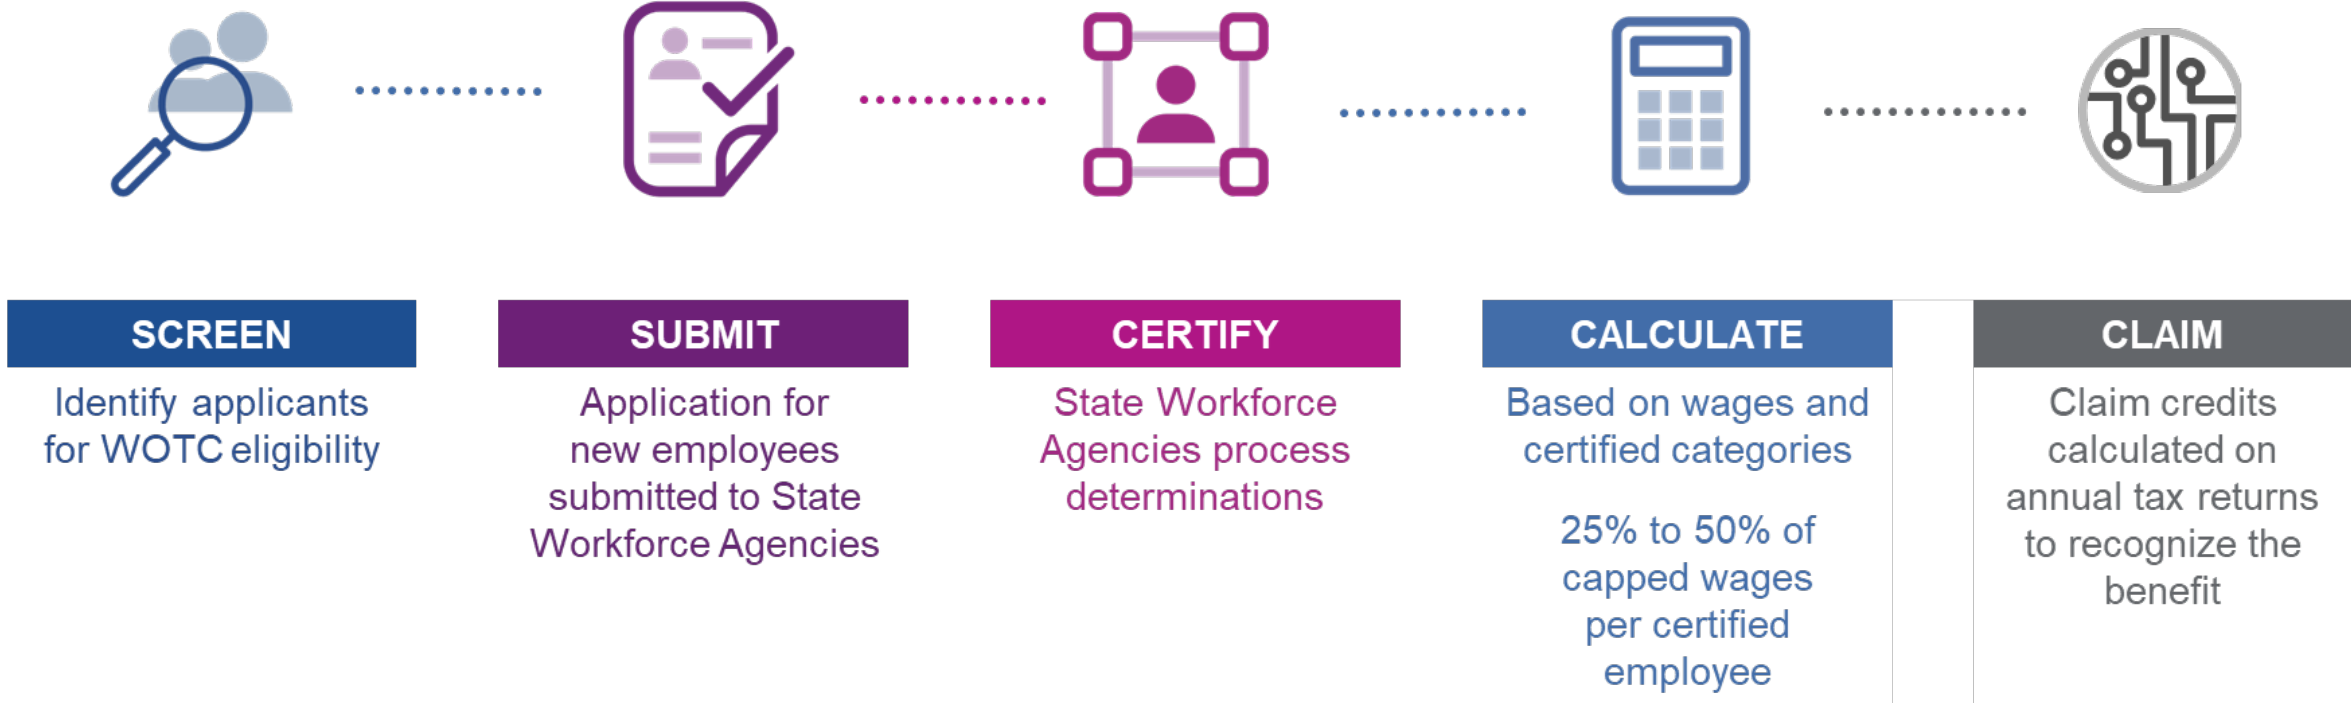 SCREEN
Identify applicants
for WOTC eligibility
SUBMIT
Application for
new employees
submitted to State
Workforce Agencies
CERTIFY
State Workforce
Agencies process
determinations
CALCULATE
Based on wages and
certified categories
25% to 50% of
capped wages
per certified
employee
CLAIM
Claim credits
calculated on
annual tax returns
to recognize the
benefit